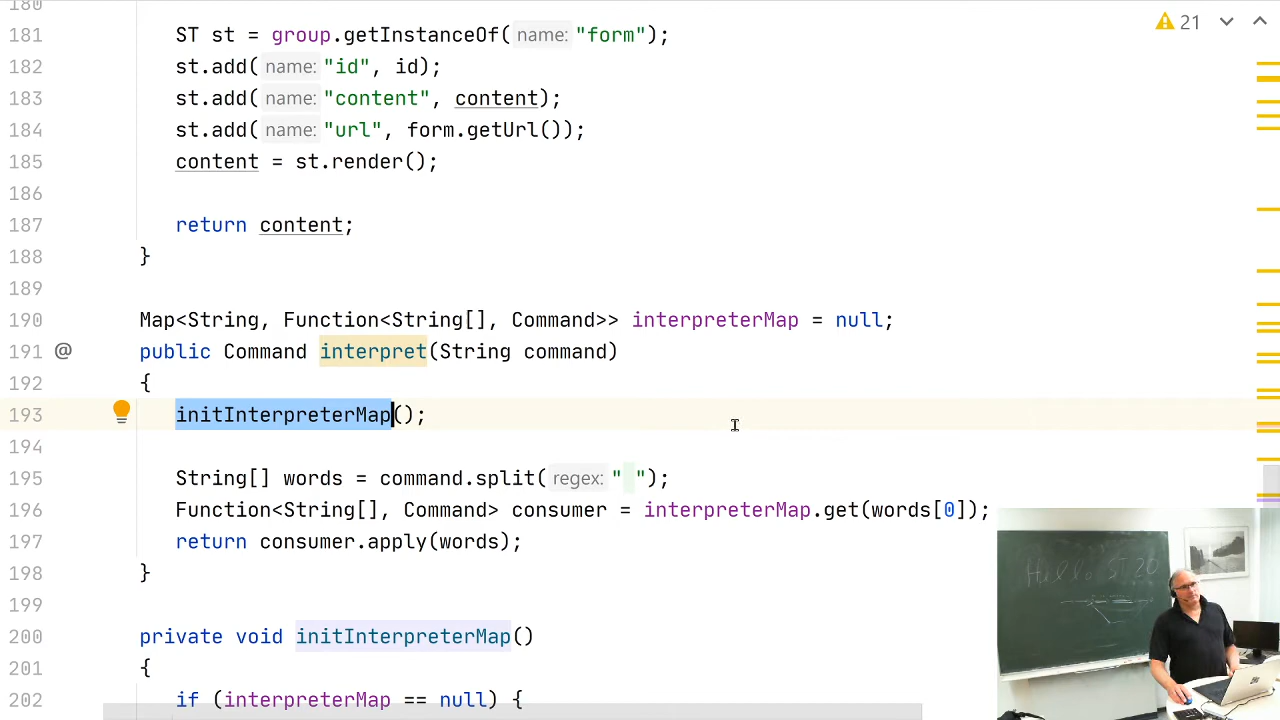 180
181 ST st = group.getInstanceOf( name: "form");
182 st.add( name: "id", id);
183 st.add( name: "content", content);
184 st.add( name: "url", form.getUrl());
185 content = st.render();
186
187 return content;
188 }
189
190 Map<String, Function<String[], Command>> interpreterMap = null;
191 @ public Command interpret(String command)
192 {
193 initInterpreterMap();
194
195 String[] words = command.split( regex: " ");
196 Function<String[], Command> consumer = interpreterMap.get(words[0]);
197 return consumer.apply(words);
198 }
199
200 private void initInterpreterMap()
201 {
202 if (interpreterMap == null) {
21
Hello ST 20